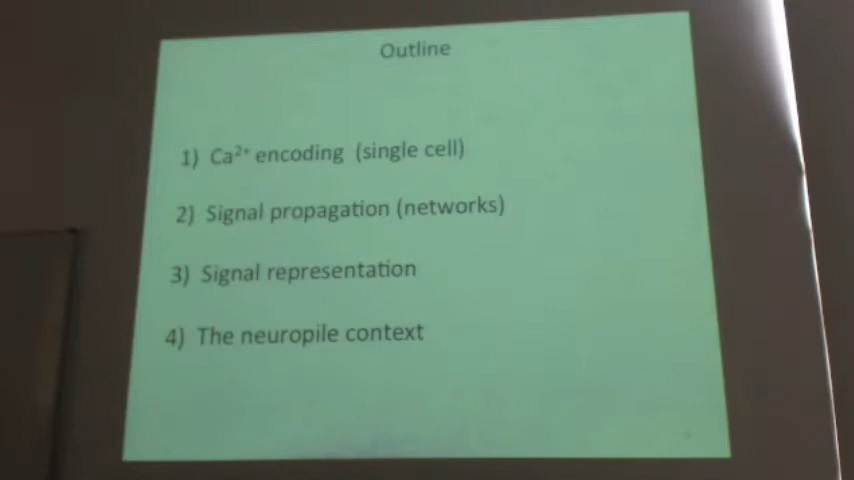 Outline
1) Ca²⁺ encoding (single cell)
2) Signal propagation (networks)
3) Signal representation
4) The neuropile context